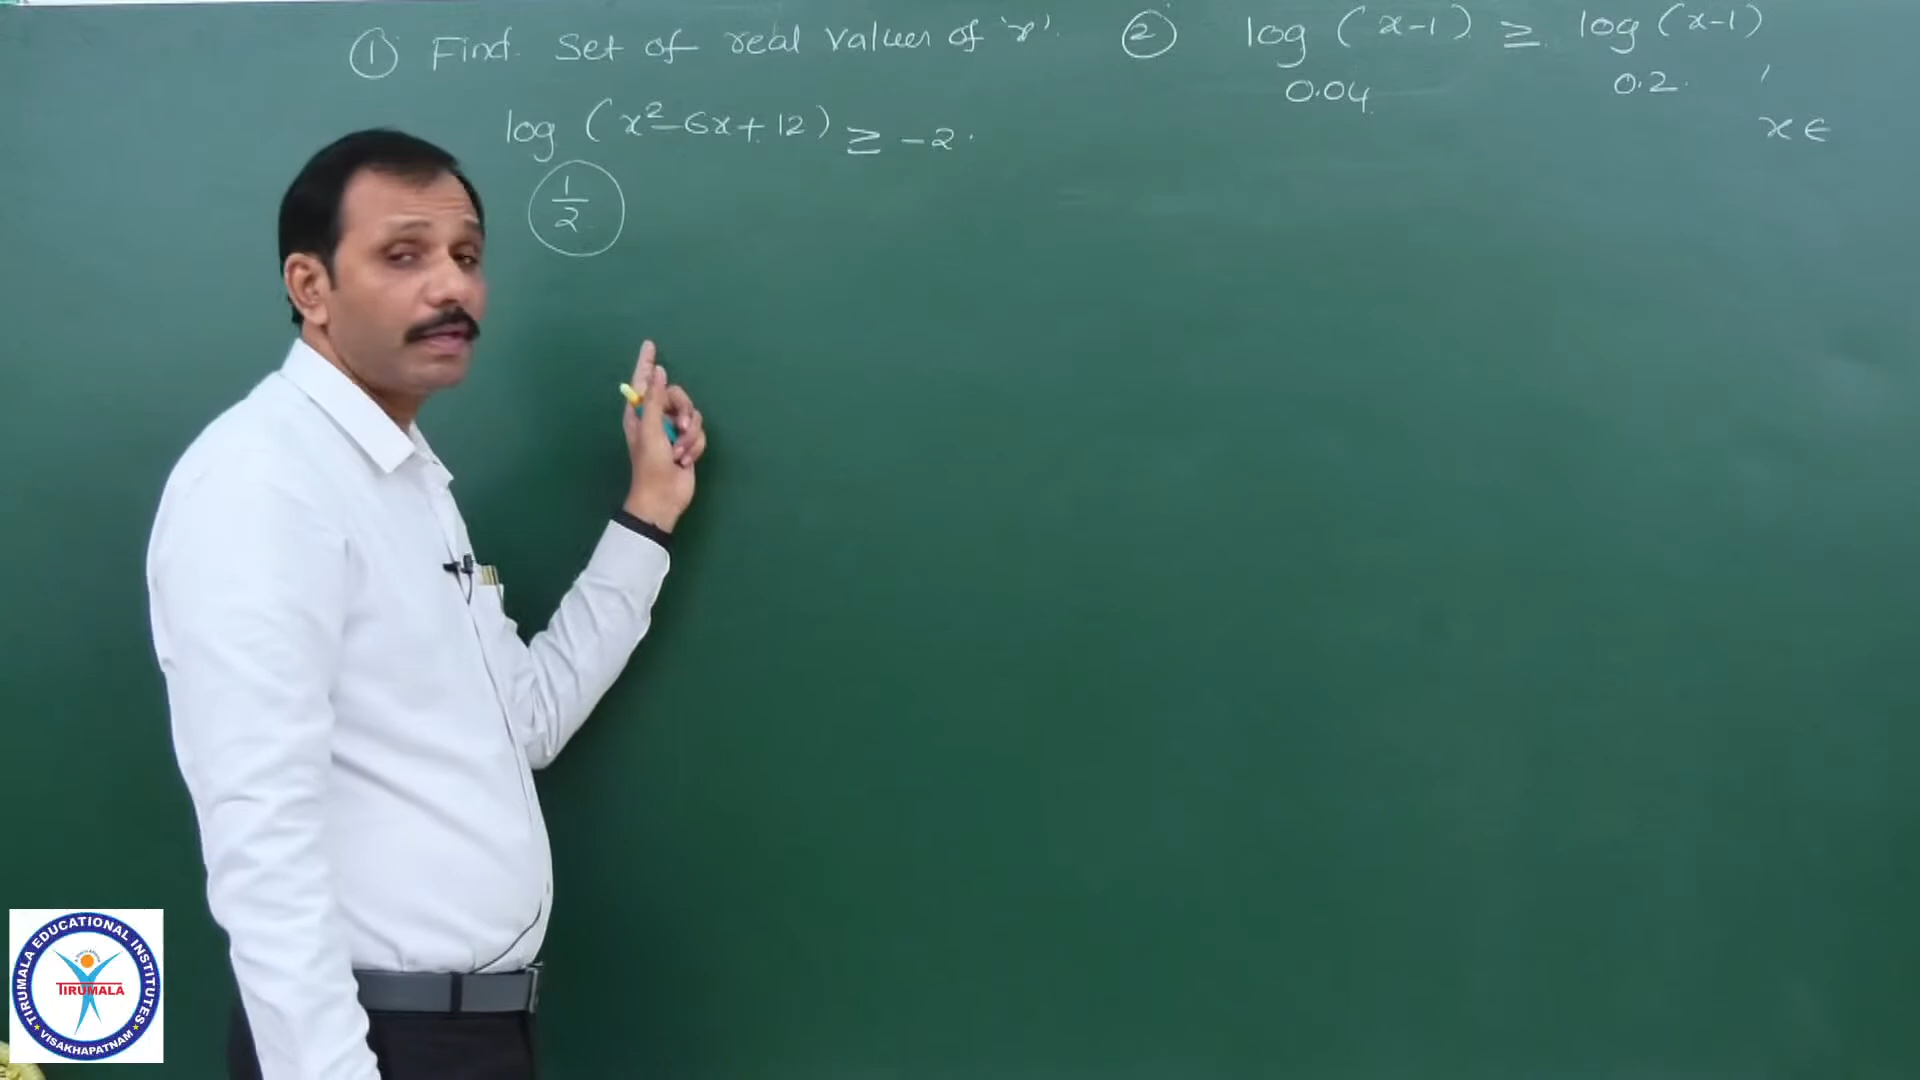 ① Find Set of real values of 'x'.
log (x²-6x+12) ≥ -2.
1/2
② log (x-1) ≥ log (x-1),
0.04 0.2
x ∈
TIRUMALA EDUCATIONAL INSTITUTES
TIRUMALA
★ VISAKHAPATNAM ★